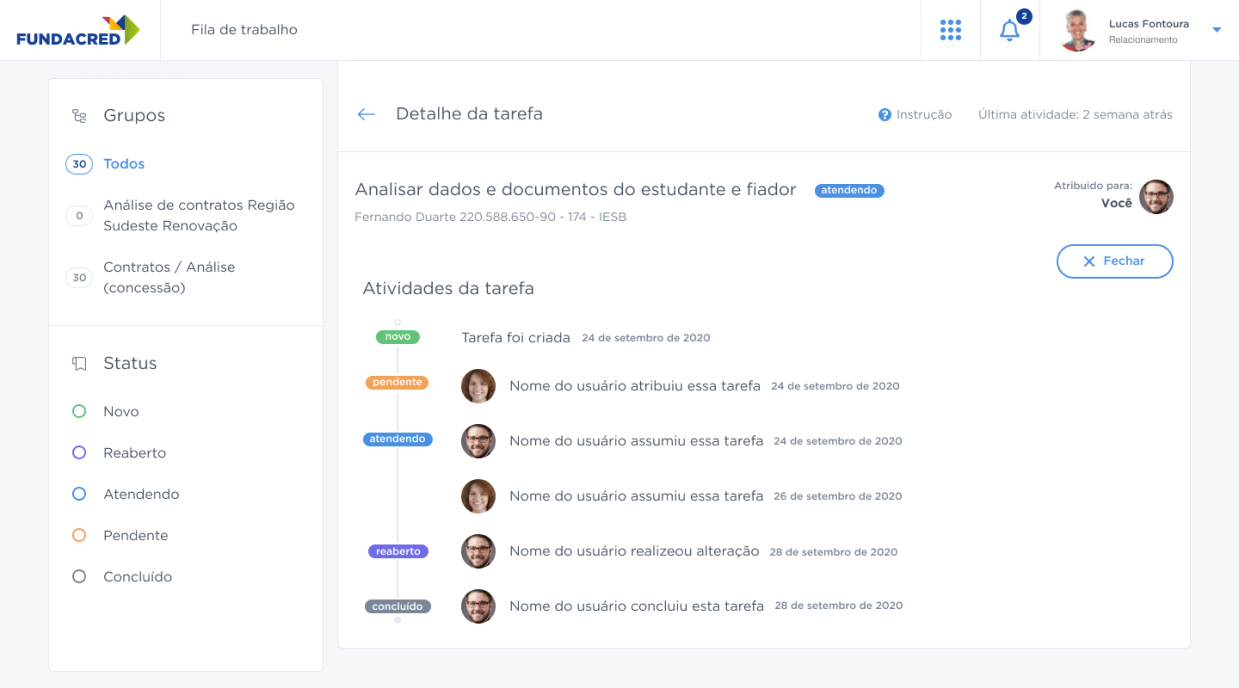 FUNDACRED
Fila de trabalho
2
Lucas Fontoura
Relacionamento
Grupos
30 Todos
0 Análise de contratos Região
Sudeste Renovação
30 Contratos / Análise
(concessão)
Status
Novo
Reaberto
Atendendo
Pendente
Concluído
Detalhe da tarefa
? Instrução
Última atividade: 2 semana atrás
Analisar dados e documentos do estudante e fiador atendendo
Fernando Duarte 220.588.650-90 - 174 - IESB
Atribuido para:
Você
Fechar
Atividades da tarefa
novo Tarefa foi criada 24 de setembro de 2020
pendente Nome do usuário atribuiu essa tarefa 24 de setembro de 2020
atendendo Nome do usuário assumiu essa tarefa 24 de setembro de 2020
Nome do usuário assumiu essa tarefa 26 de setembro de 2020
reaberto Nome do usuário realizeou alteração 28 de setembro de 2020
concluído Nome do usuário concluiu esta tarefa 28 de setembro de 2020